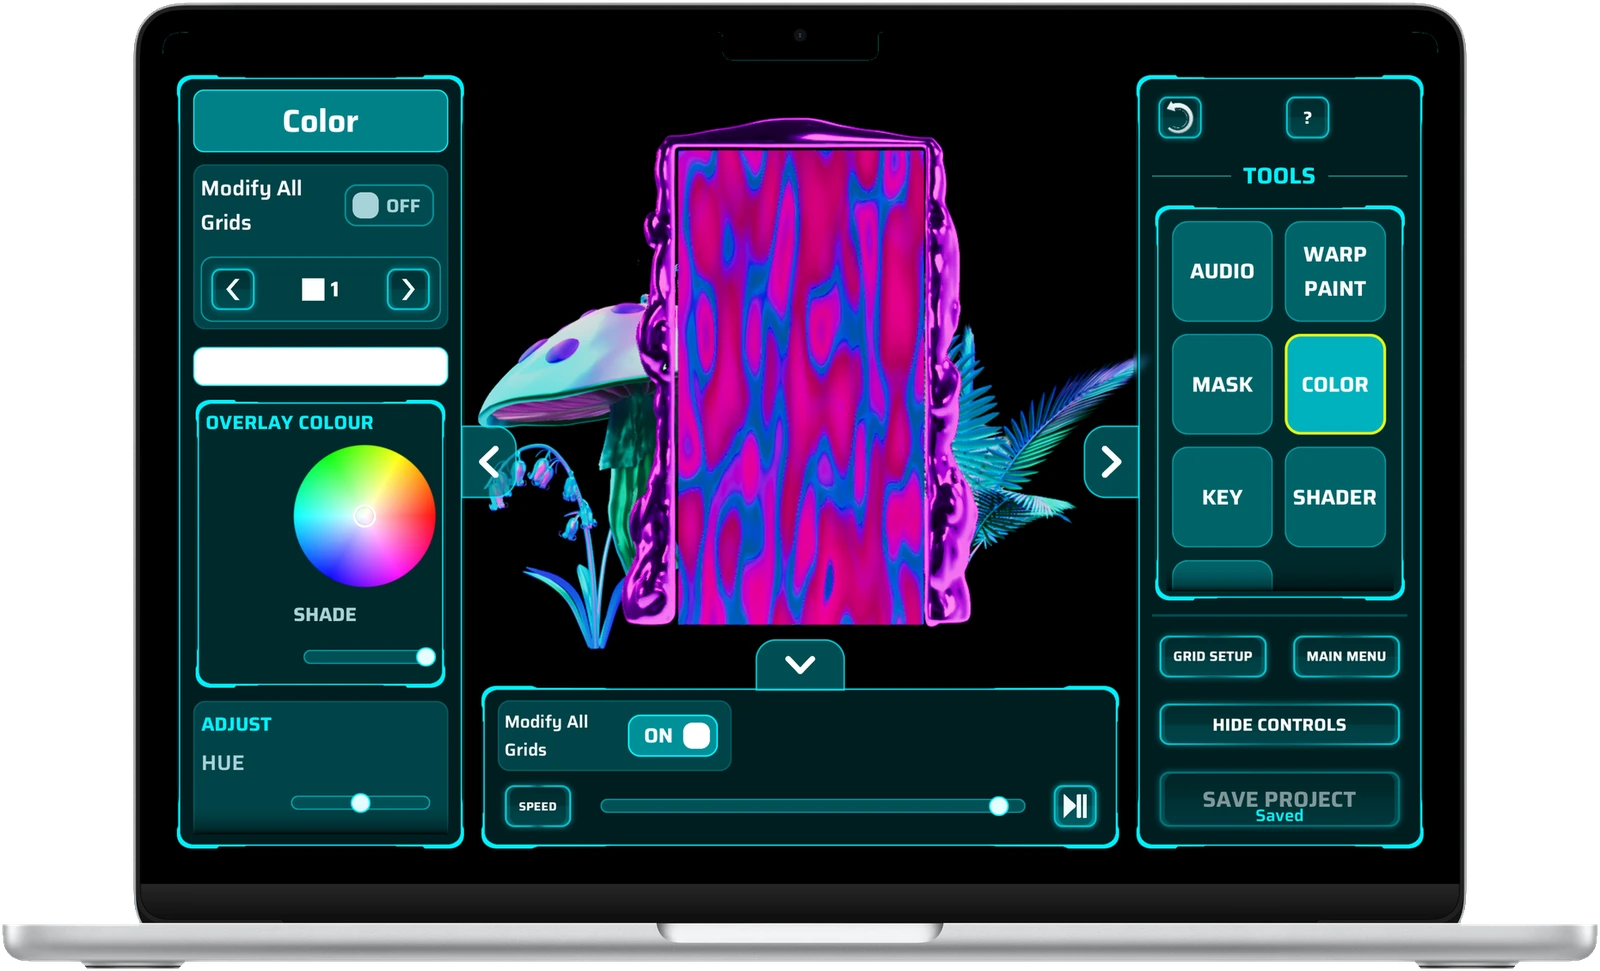 Color
Modify All
Grids
OFF
1
OVERLAY COLOUR
SHADE
ADJUST
HUE
Modify All
Grids
ON
SPEED
?
TOOLS
AUDIO
WARP
PAINT
MASK
COLOR
KEY
SHADER
GRID SETUP
MAIN MENU
HIDE CONTROLS
SAVE PROJECT
Saved